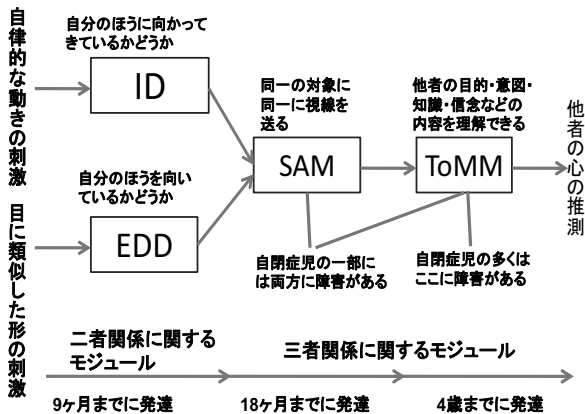 自律的な動きの刺激
自分のほうに向かって
きているかどうか
ID
目に類似した形の刺激
自分のほうを向い
ているかどうか
EDD
同一の対象に
同一に視線を
送る
SAM
他者の目的・意図・
知識・信念などの
内容を理解できる
ToMM
他者の心の推測
自閉症児の一部に
は両方に障害がある
自閉症児の多くは
ここに障害がある
二者関係に関する
モジュール
三者関係に関するモジュール
9ヶ月までに発達
18ヶ月までに発達
4歳までに発達